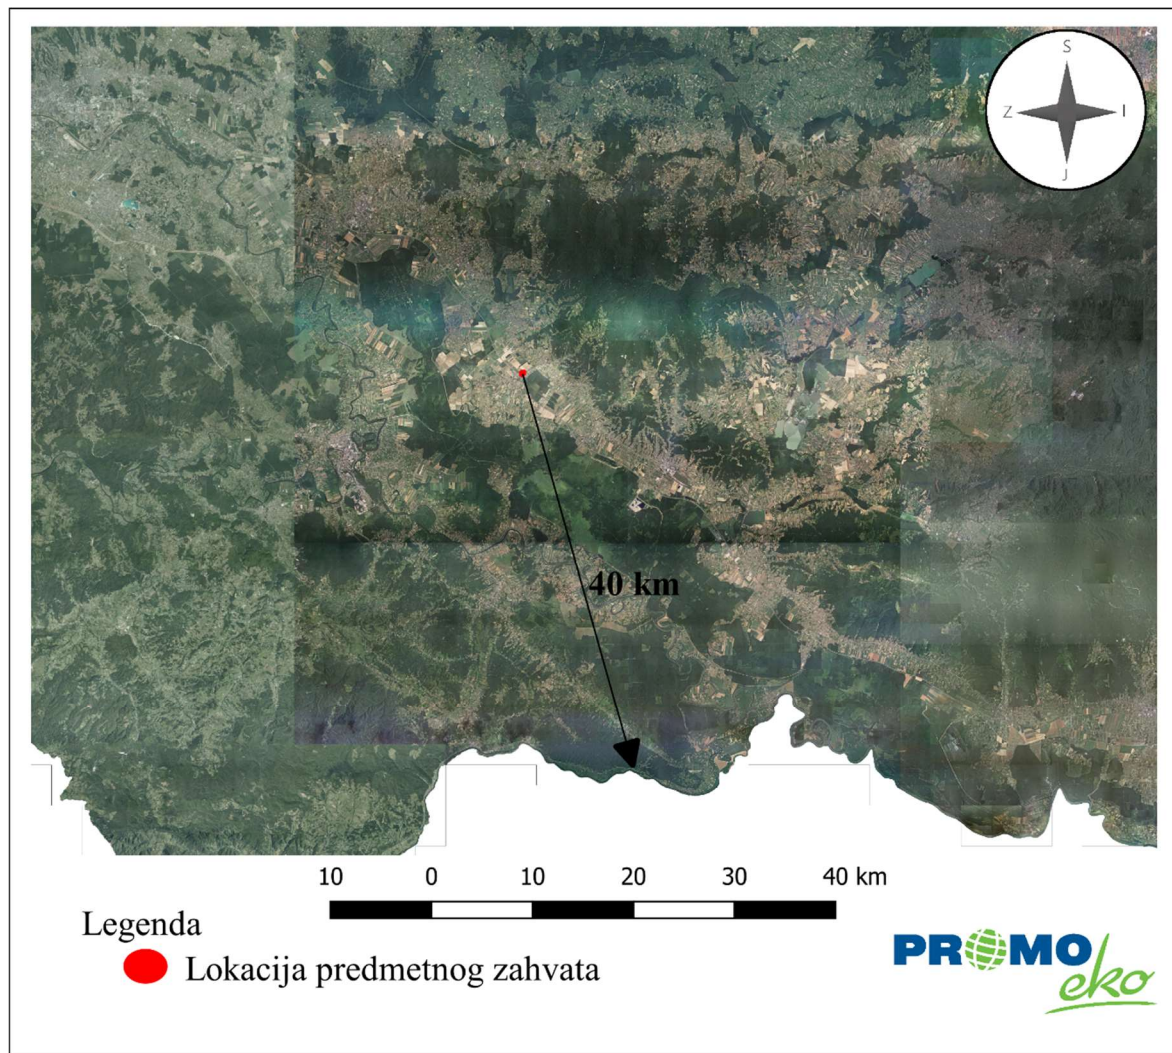 S
Z I
J
40 km
10 0 10 20 30 40 km
Legenda
Lokacija predmetnog zahvata
PROMO
eko